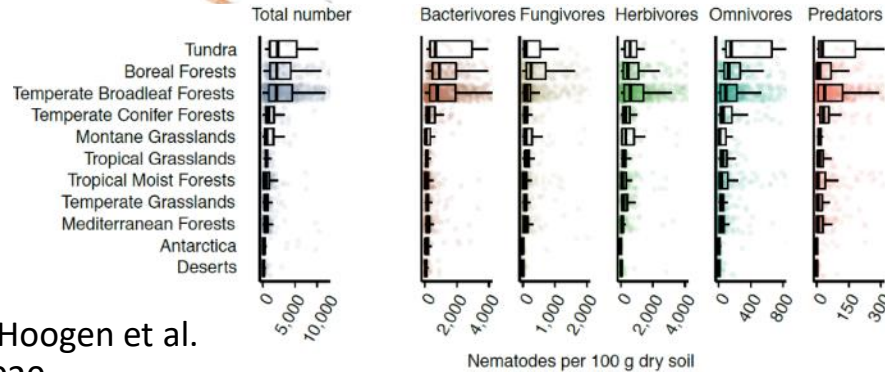 Total number Bacterivores Fungivores Herbivores Omnivores Predators
Tundra
Boreal Forests
Temperate Broadleaf Forests
Temperate Conifer Forests
Montane Grasslands
Tropical Grasslands
Tropical Moist Forests
Temperate Grasslands
Mediterranean Forests
Antarctica
Deserts
0 5,000 10,000 0 2,000 4,000 0 1,000 2,000 0 2,000 4,000 0 400 800 0 150 300
Hoogen et al.
Nematodes per 100 g dry soil